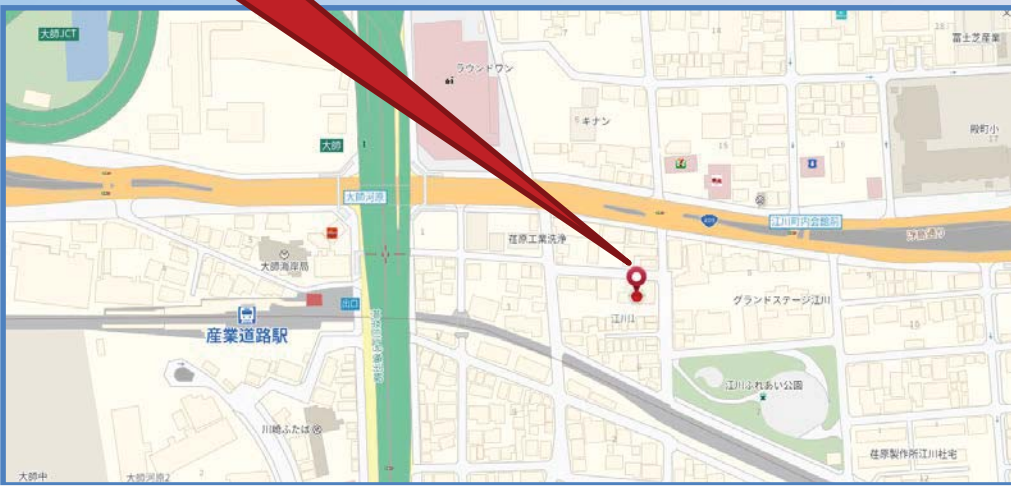 大師JCT
富士芝産業
ラウンドワン
キナン
殿町小
17
14
大師
大師河原
江川町内会館前
409
荏原工業洗浄
大師海岸局
出口
産業道路駅
グランドステージ江川
江川1
江川ふれあい公園
川崎ふたば
荏原製作所江川社宅
大師中
大師河原2